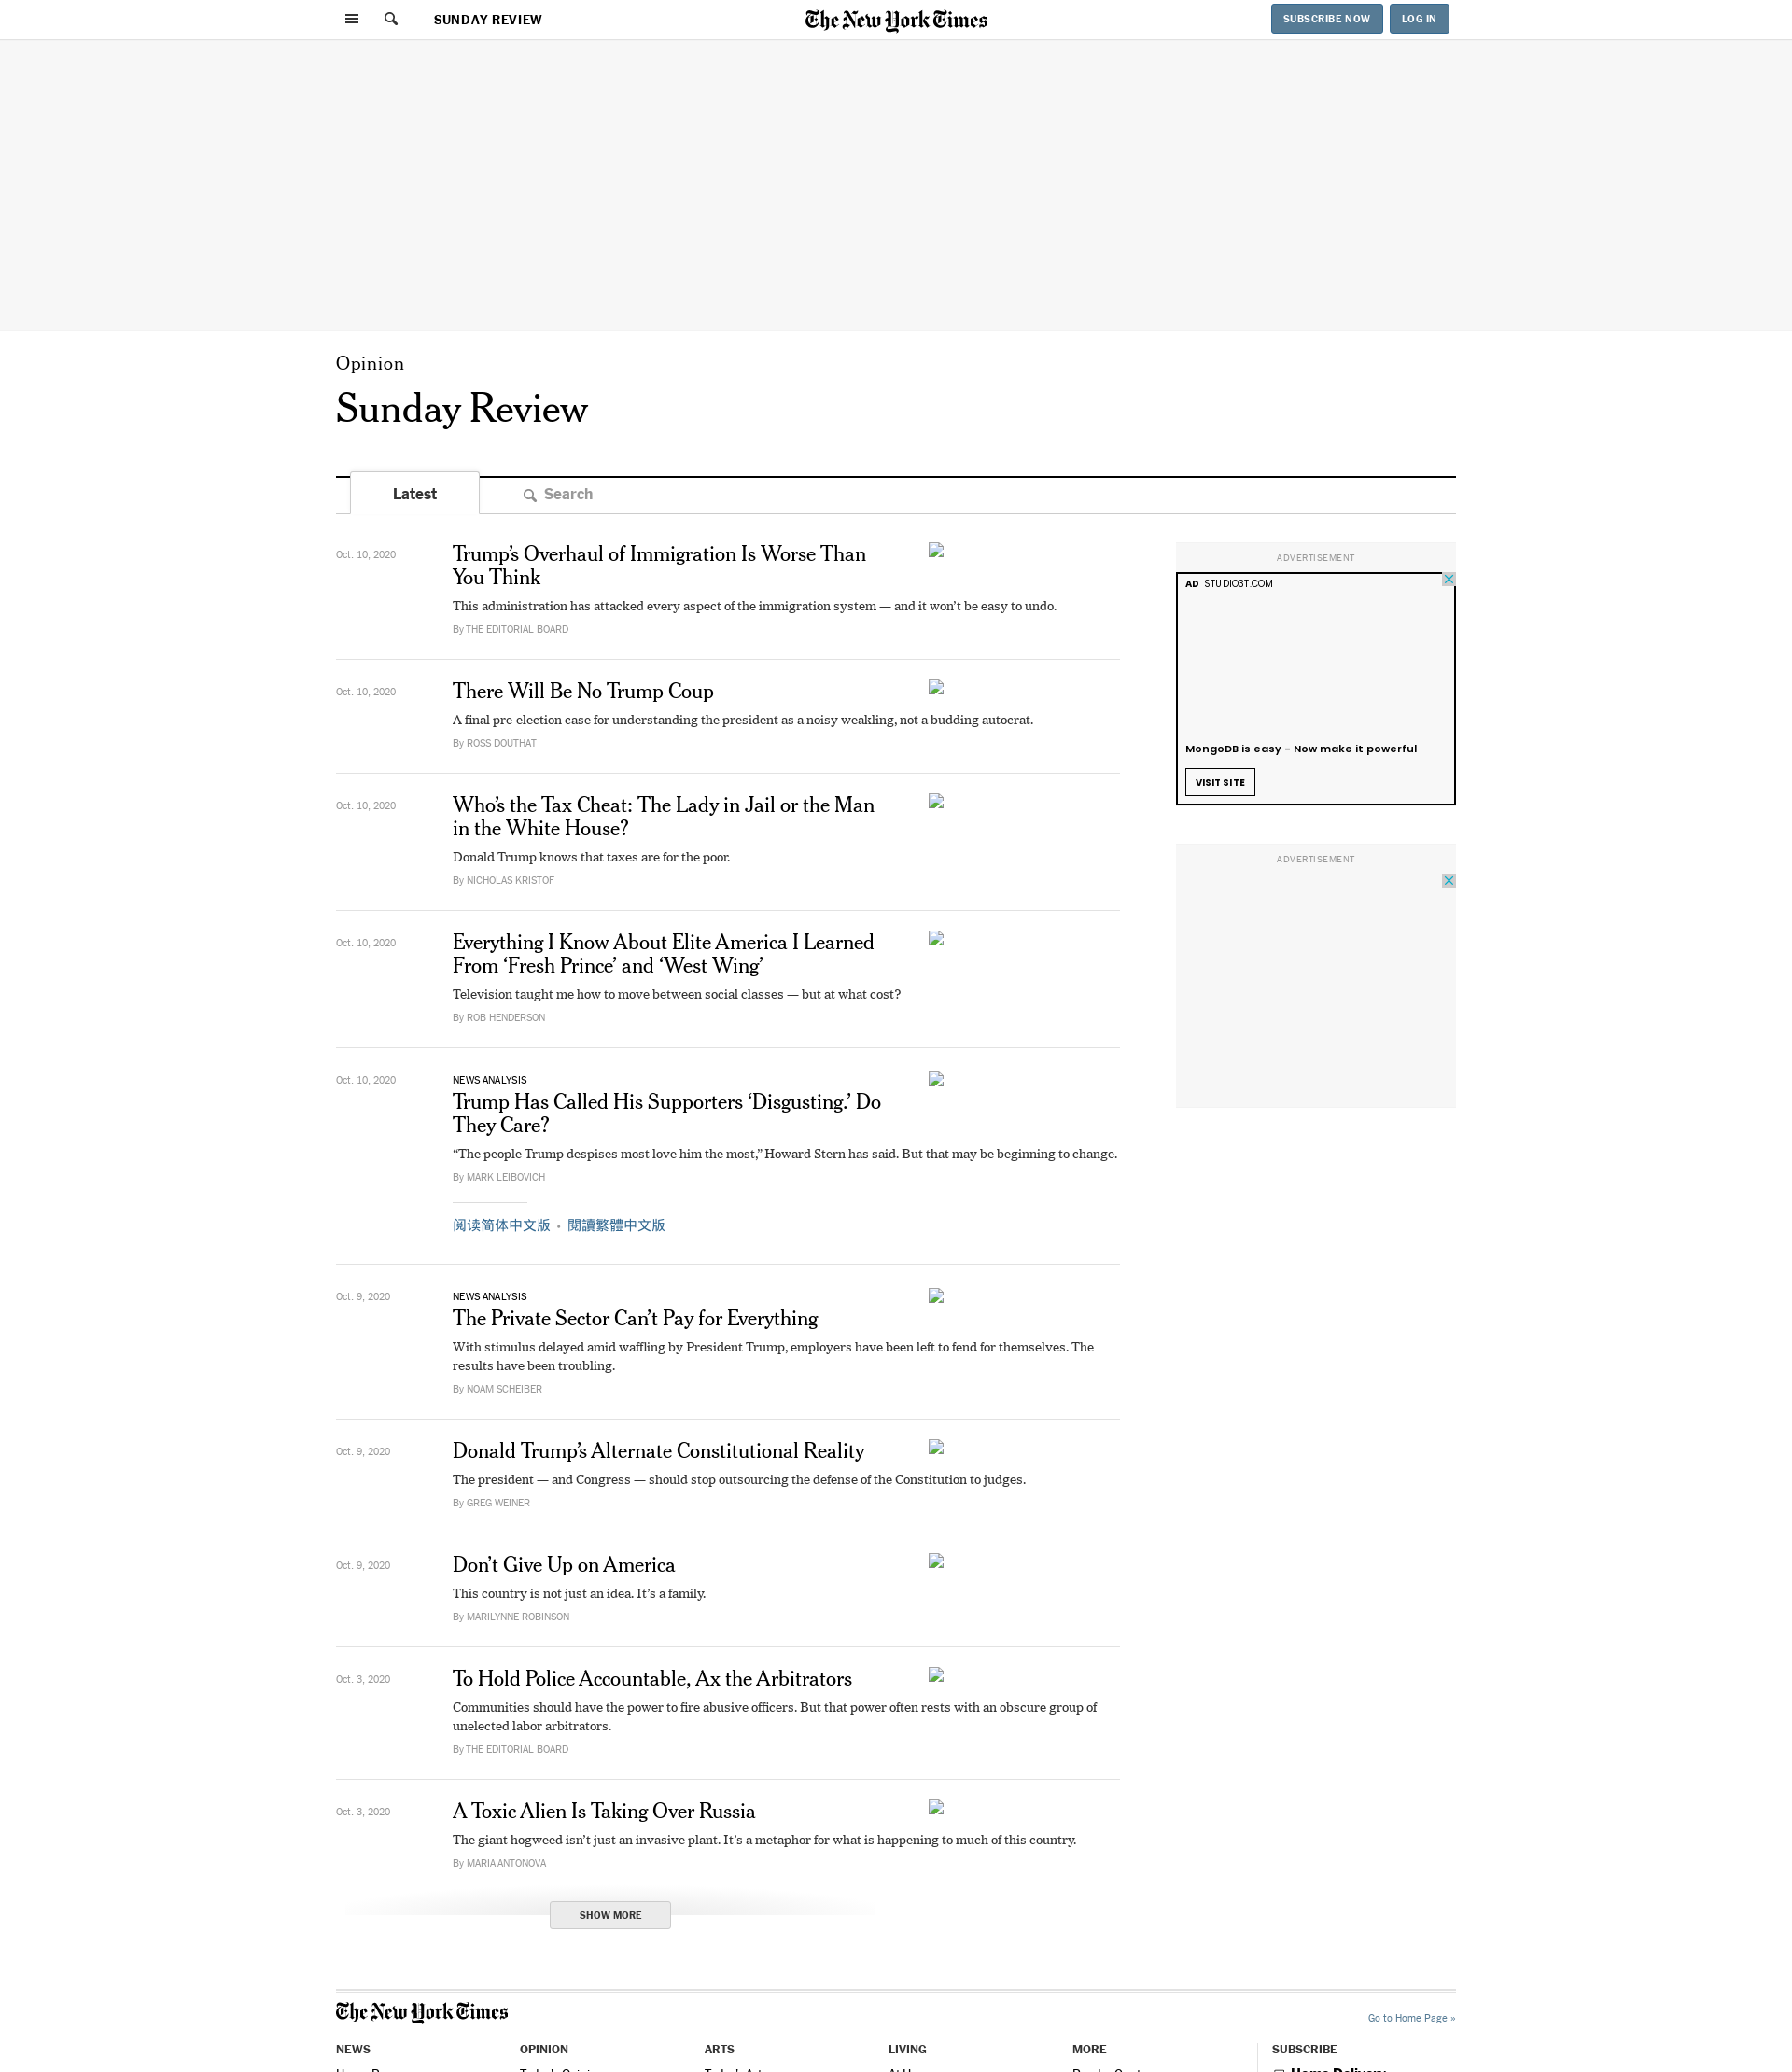 SUNDAY REVIEW
The New York Times
SUBSCRIBE NOW
LOG IN
Opinion
Sunday Review
Latest
Search
Oct. 10, 2020
Trump’s Overhaul of Immigration Is Worse Than
You Think
This administration has attacked every aspect of the immigration system — and it won’t be easy to undo.
By THE EDITORIAL BOARD
Oct. 10, 2020
There Will Be No Trump Coup
A final pre-election case for understanding the president as a noisy weakling, not a budding autocrat.
By ROSS DOUTHAT
Oct. 10, 2020
Who’s the Tax Cheat: The Lady in Jail or the Man
in the White House?
Donald Trump knows that taxes are for the poor.
By NICHOLAS KRISTOF
Oct. 10, 2020
Everything I Know About Elite America I Learned
From ‘Fresh Prince’ and ‘West Wing’
Television taught me how to move between social classes — but at what cost?
By ROB HENDERSON
Oct. 10, 2020
NEWS ANALYSIS
Trump Has Called His Supporters ‘Disgusting.’ Do
They Care?
“The people Trump despises most love him the most,” Howard Stern has said. But that may be beginning to change.
By MARK LEIBOVICH
阅读简体中文版 • 閱讀繁體中文版
Oct. 9, 2020
NEWS ANALYSIS
The Private Sector Can’t Pay for Everything
With stimulus delayed amid waffling by President Trump, employers have been left to fend for themselves. The
results have been troubling.
By NOAM SCHEIBER
Oct. 9, 2020
Donald Trump’s Alternate Constitutional Reality
The president — and Congress — should stop outsourcing the defense of the Constitution to judges.
By GREG WEINER
Oct. 9, 2020
Don’t Give Up on America
This country is not just an idea. It’s a family.
By MARILYNNE ROBINSON
Oct. 3, 2020
To Hold Police Accountable, Ax the Arbitrators
Communities should have the power to fire abusive officers. But that power often rests with an obscure group of
unelected labor arbitrators.
By THE EDITORIAL BOARD
Oct. 3, 2020
A Toxic Alien Is Taking Over Russia
The giant hogweed isn’t just an invasive plant. It’s a metaphor for what is happening to much of this country.
By MARIA ANTONOVA
SHOW MORE
ADVERTISEMENT
AD STUDIO3T.COM
MongoDB is easy - Now make it powerful
VISIT SITE
ADVERTISEMENT
The New York Times
Go to Home Page »
NEWS
OPINION
ARTS
LIVING
MORE
SUBSCRIBE
Home Delivery